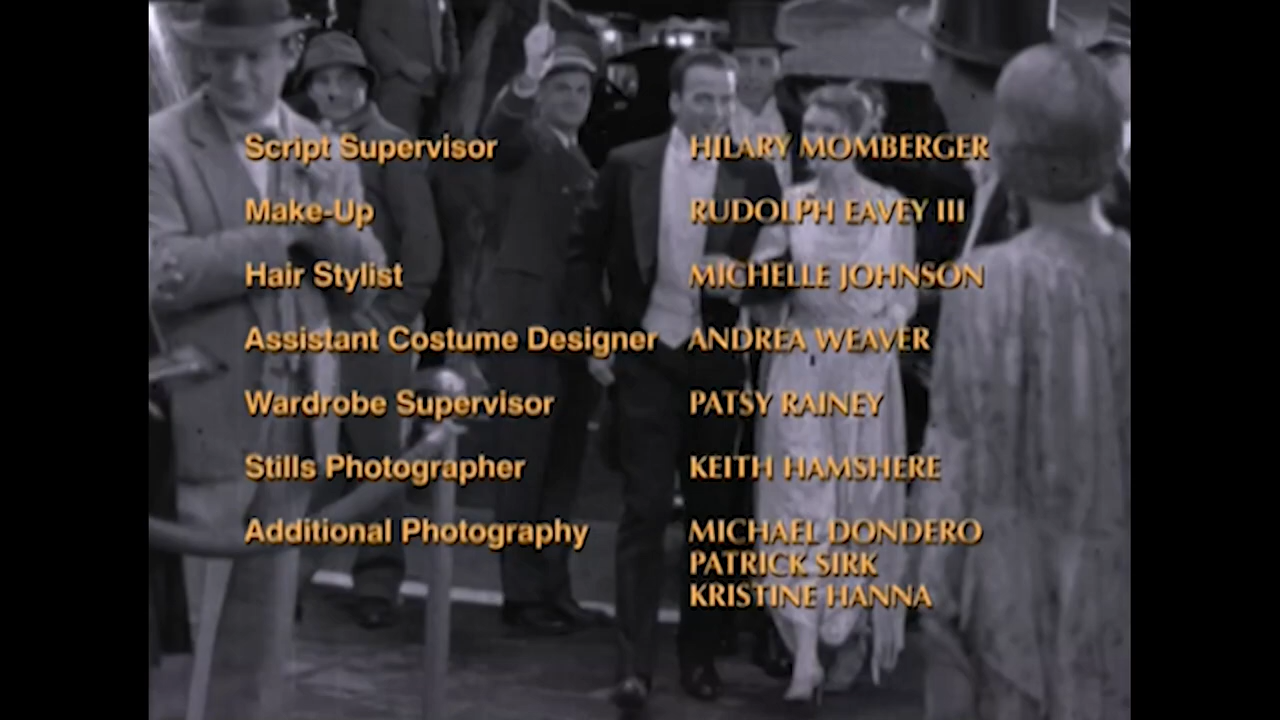 Script Supervisor HILARY MOMBERGER
Make-Up RUDOLPH EAVEY III
Hair Stylist MICHELLE JOHNSON
Assistant Costume Designer ANDREA WEAVER
Wardrobe Supervisor PATSY RAINEY
Stills Photographer KEITH HAMSHERE
Additional Photography MICHAEL DONDERO
PATRICK SIRK
KRISTINE HANNA